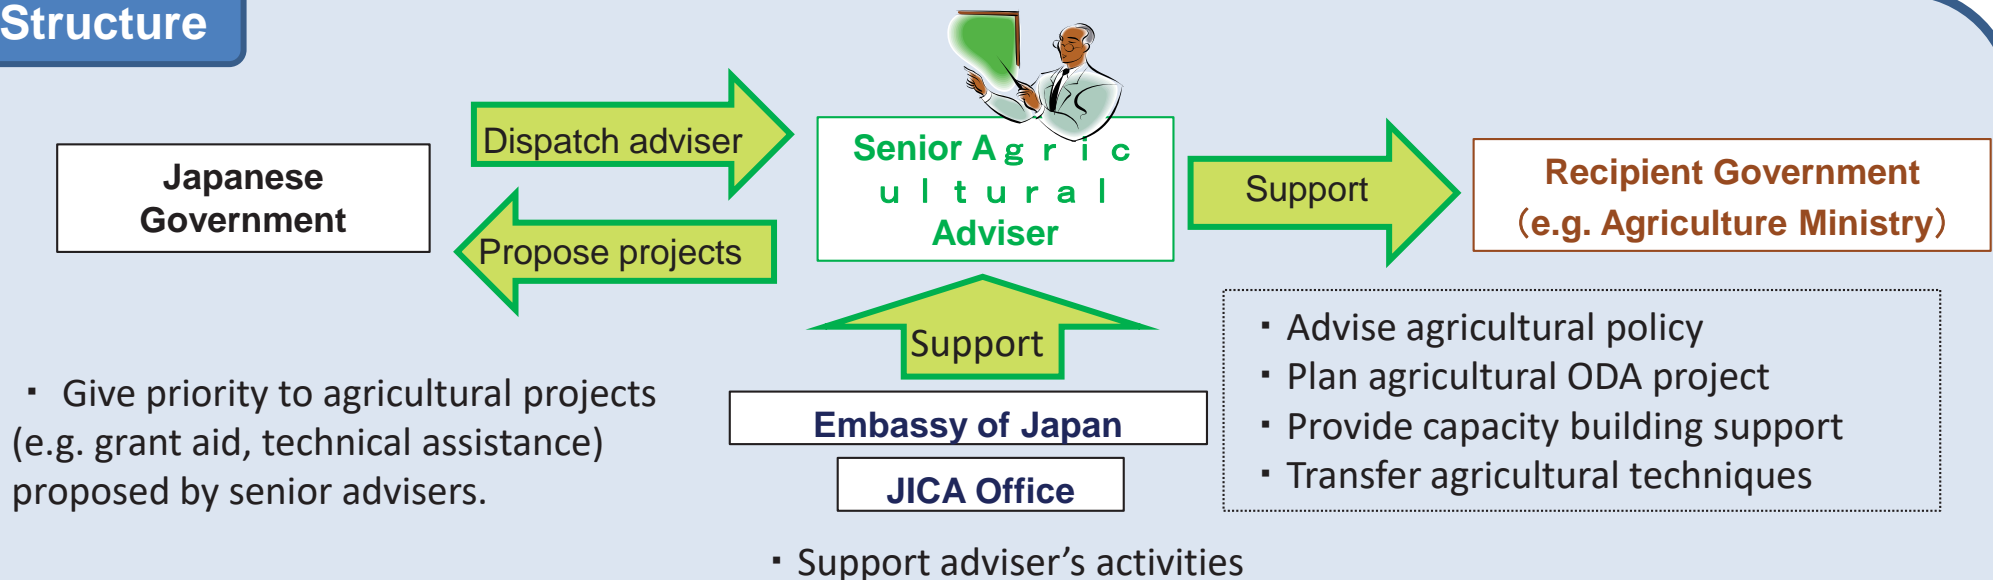 Structure
Japanese
Government
Dispatch adviser
Propose projects
Senior Ａｇｒｉｃ
ｕｌｔｕｒａｌ
Adviser
Support
Recipient Government
（e.g. Agriculture Ministry）
Support
Embassy of Japan
JICA Office
・Support adviser’s activities
・ Give priority to agricultural projects
(e.g. grant aid, technical assistance)
proposed by senior advisers.
・Advise agricultural policy
・Plan agricultural ODA project
・Provide capacity building support
・Transfer agricultural techniques